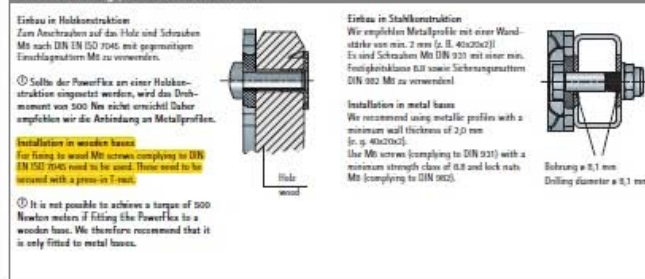 Einbau in Holzkonstruktion
Zum Anschrauben auf das Holz sind Schrauben
M8 nach DIN EN ISO 7045 mit gegenseitigen
Einschlagmuttern M8 zu verwenden.
① Sollte der PowerFlex an einer Holzkon-
struktion eingesetzt werden, wird das Dreh-
moment von 500 Nm nicht erreicht! Daher
empfehlen wir die Anbindung an Metallprofilen.
Installation in wooden bases
For fixing to wood M8 screws complying to DIN
EN ISO 7045 need to be used. These need to be
secured with a press-in T-nut.
① It is not possible to achieve a torque of 500
Newton meters if fitting the PowerFlex to a
wooden base. We therefore recommend that it
is only fitted to metal bases.
Holz
wood
Einbau in Stahlkonstruktion
Wir empfehlen Metallprofile mit einer Wand-
stärke von min. 2 mm (z. B. 40x20x2)!
Es sind Schrauben M8 DIN 931 mit einer min.
Festigkeitsklasse 8.8 sowie Sicherungsmuttern
DIN 982 M8 zu verwenden!
Installation in metal bases
We recommend using metallic profiles with a
minimum wall thickness of 2,0 mm
(e. g. 40x20x2).
Use M8 screws (complying to DIN 931) with a
minimum strength class of 8.8 and lock nuts
M8 (complying to DIN 982).
Bohrung ø 8,1 mm
Drilling diameter ø 8,1 mm